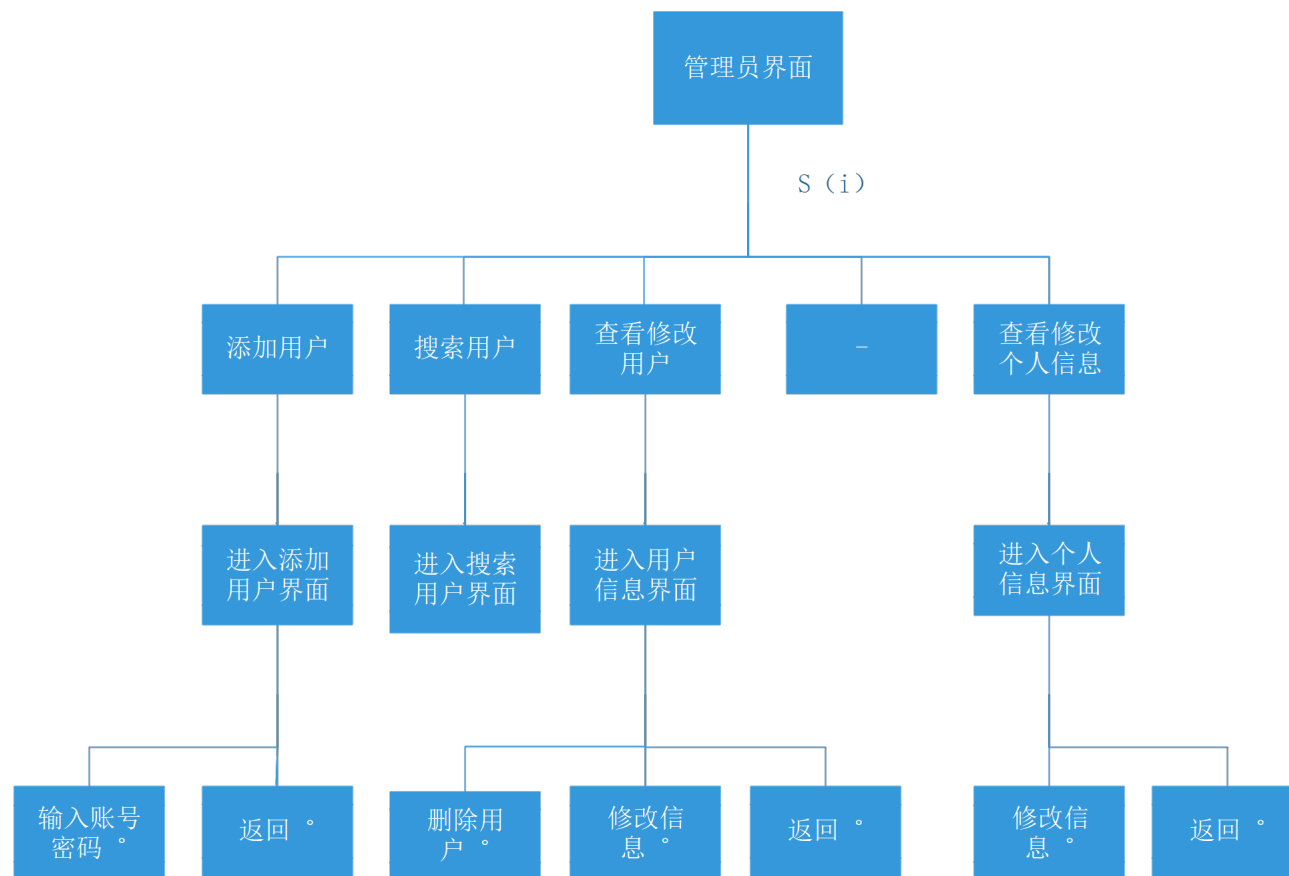 管理员界面
S（i）
添加用户
搜索用户
查看修改
用户
－
查看修改
个人信息
进入添加
用户界面
进入搜索
用户界面
进入用户
信息界面
进入个人
信息界面
输入账号
密码 °
返回 °
删除用
户 °
修改信
息 °
返回 °
修改信
息 °
返回 °